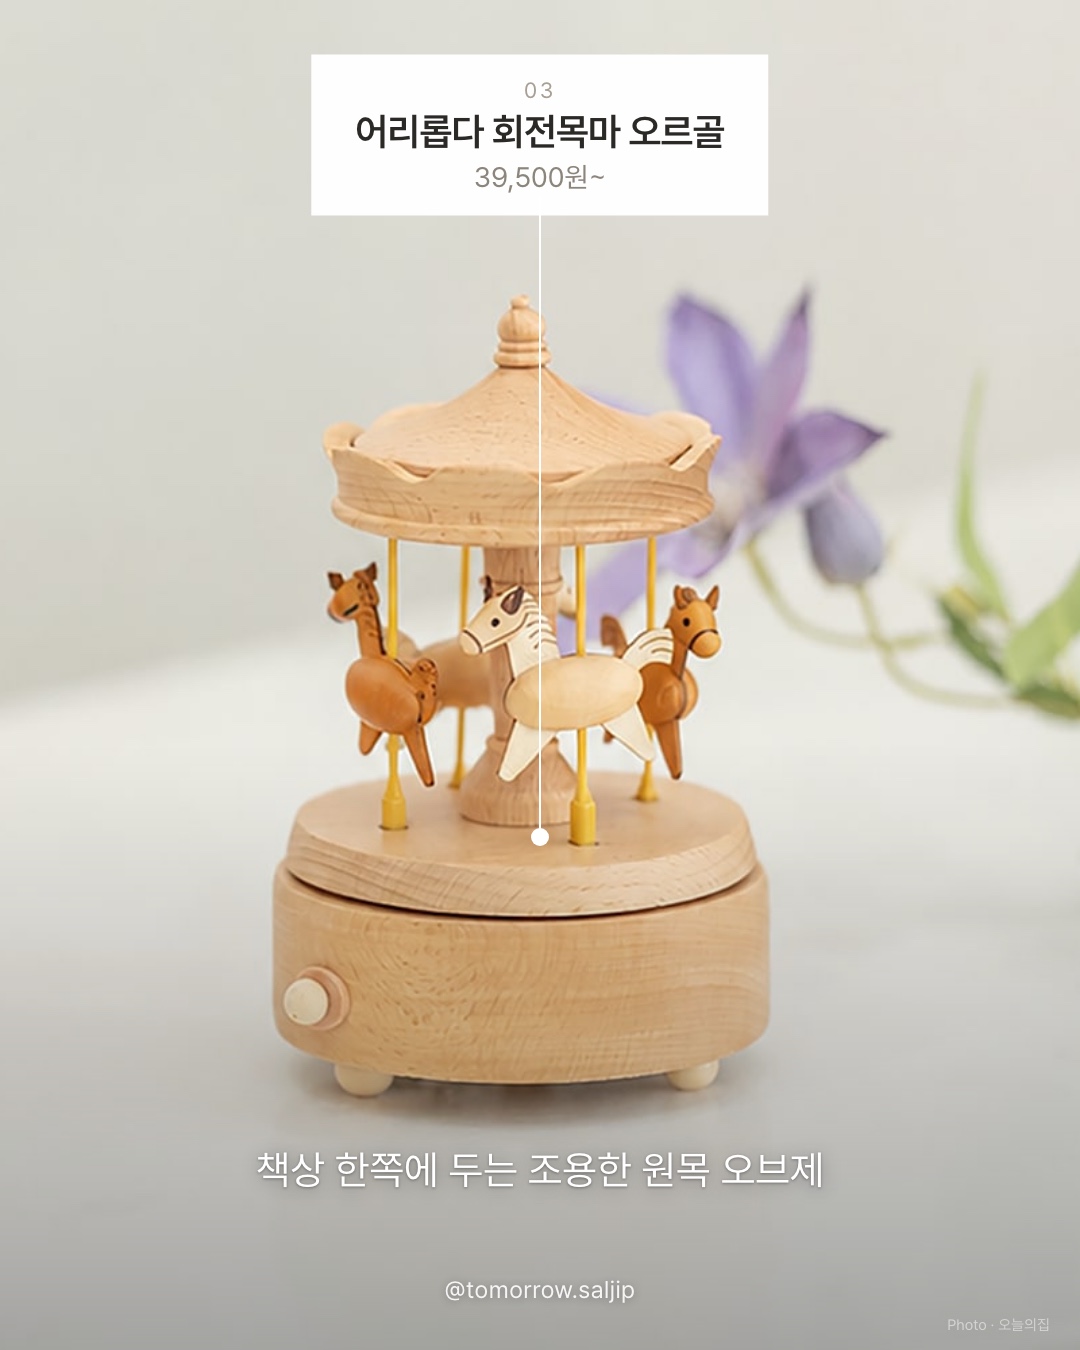 03
어리롭다 회전목마 오르골
39,500원~
책상 한쪽에 두는 조용한 원목 오브제
@tomorrow.saljip
Photo · 오늘의집